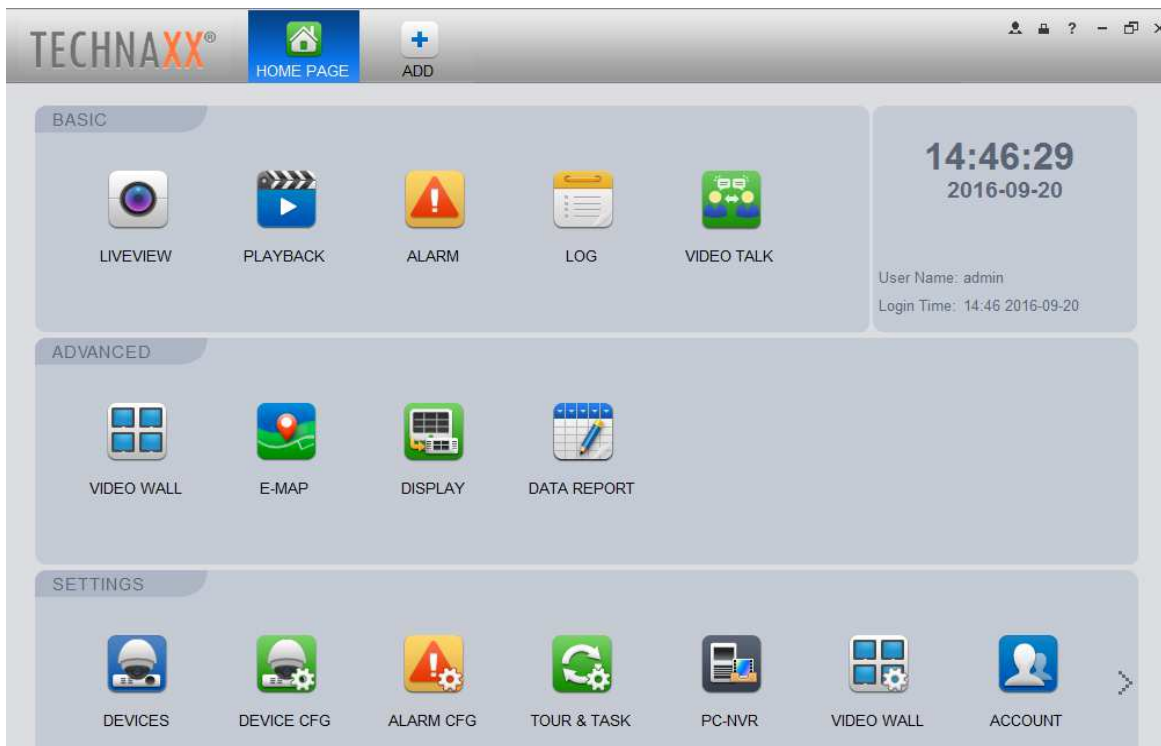 TECHNAXX®
HOME PAGE
ADD
?
BASIC
LIVEVIEW
PLAYBACK
ALARM
LOG
VIDEO TALK
14:46:29
2016-09-20
User Name: admin
Login Time: 14:46 2016-09-20
ADVANCED
VIDEO WALL
E-MAP
DISPLAY
DATA REPORT
SETTINGS
DEVICES
DEVICE CFG
ALARM CFG
TOUR & TASK
PC-NVR
VIDEO WALL
ACCOUNT